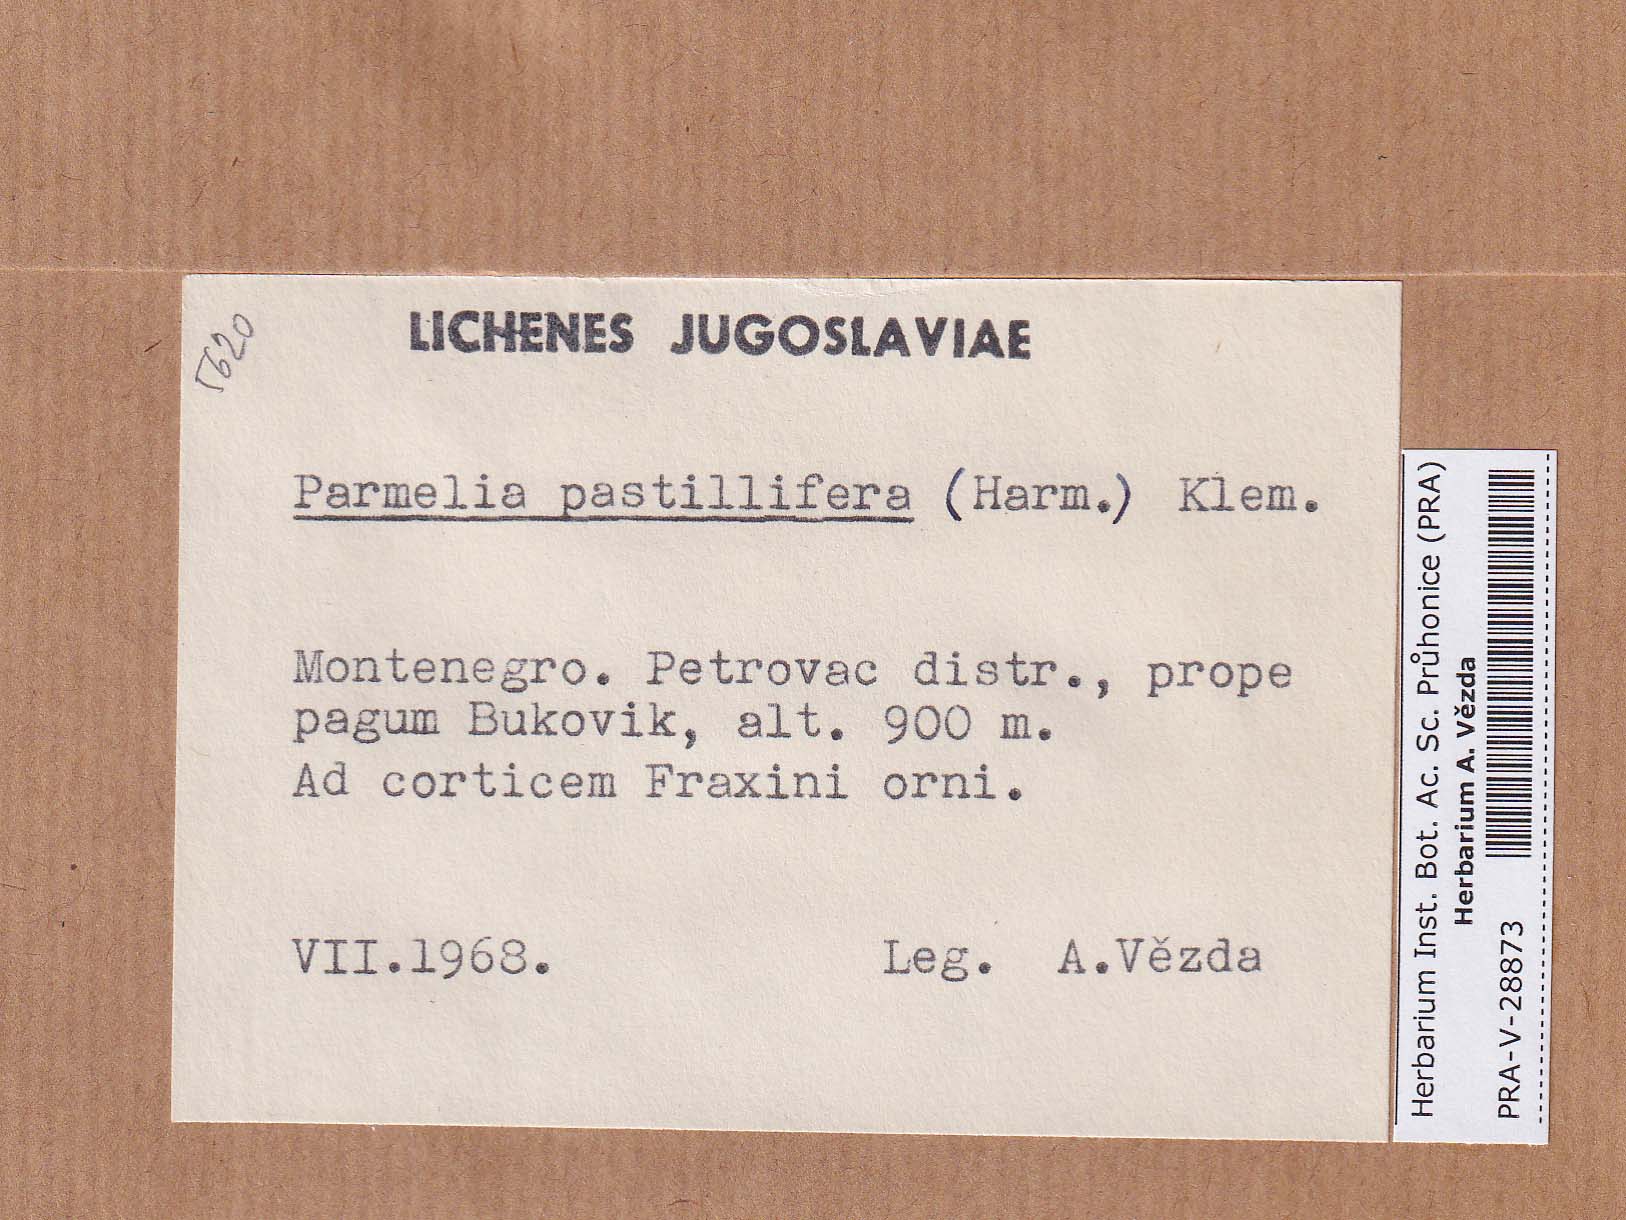 5620
LICHENES JUGOSLAVIAE
Parmelia pastillifera (Harm.) Klem.
Montenegro. Petrovac distr., prope
pagum Bukovik, alt. 900 m.
Ad corticem Fraxini orni.
VII.1968. Leg. A.Vězda
Herbarium Inst. Bot. Ac. Sc. Průhonice (PRA)
Herbarium A. Vězda
PRA-V-28873